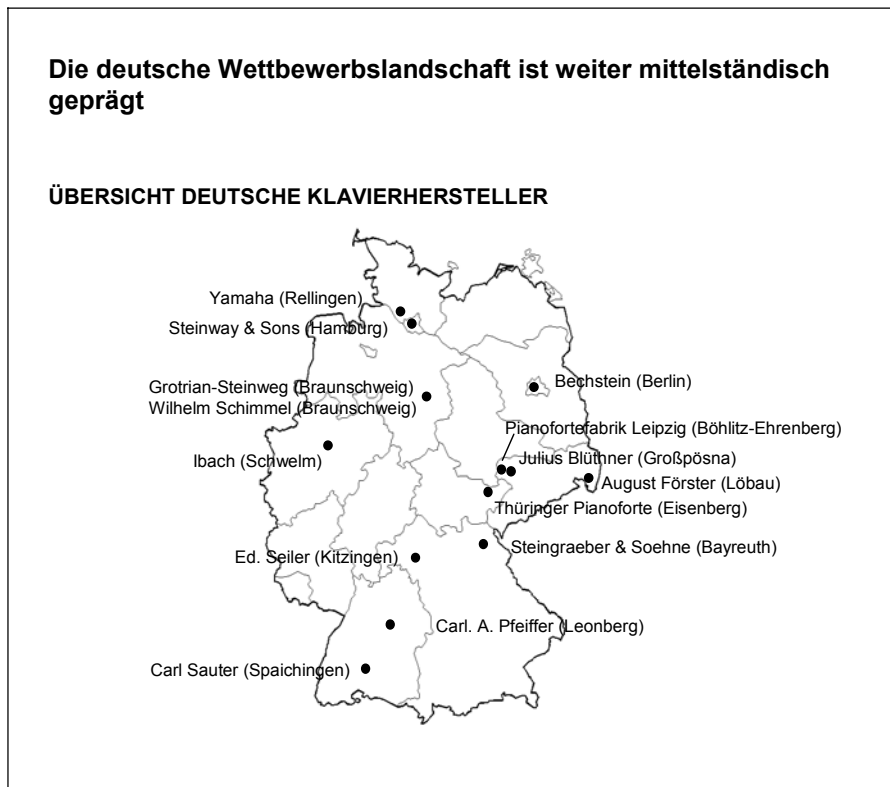 Die deutsche Wettbewerbslandschaft ist weiter mittelständisch
geprägt
ÜBERSICHT DEUTSCHE KLAVIERHERSTELLER
Yamaha (Rellingen)
Steinway & Sons (Hamburg)
Grotrian-Steinweg (Braunschweig)
Bechstein (Berlin)
Wilhelm Schimmel (Braunschweig)
Pianofortefabrik Leipzig (Böhlitz-Ehrenberg)
Ibach (Schwelm)
Julius Blüthner (Großpösna)
August Förster (Löbau)
Thüringer Pianoforte (Eisenberg)
Steingraeber & Soehne (Bayreuth)
Ed. Seiler (Kitzingen)
Carl. A. Pfeiffer (Leonberg)
Carl Sauter (Spaichingen)